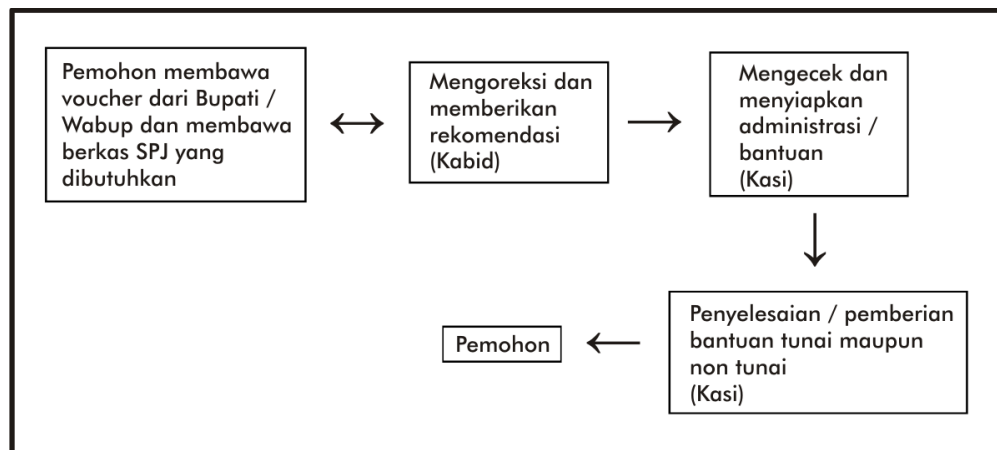 Pemohon membawa
voucher dari Bupati /
Wabup dan membawa
berkas SPJ yang
dibutuhkan
Mengoreksi dan
memberikan
rekomendasi
(Kabid)
Mengecek dan
menyiapkan
administrasi /
bantuan
(Kasi)
Penyelesaian / pemberian
bantuan tunai maupun
non tunai
(Kasi)
Pemohon